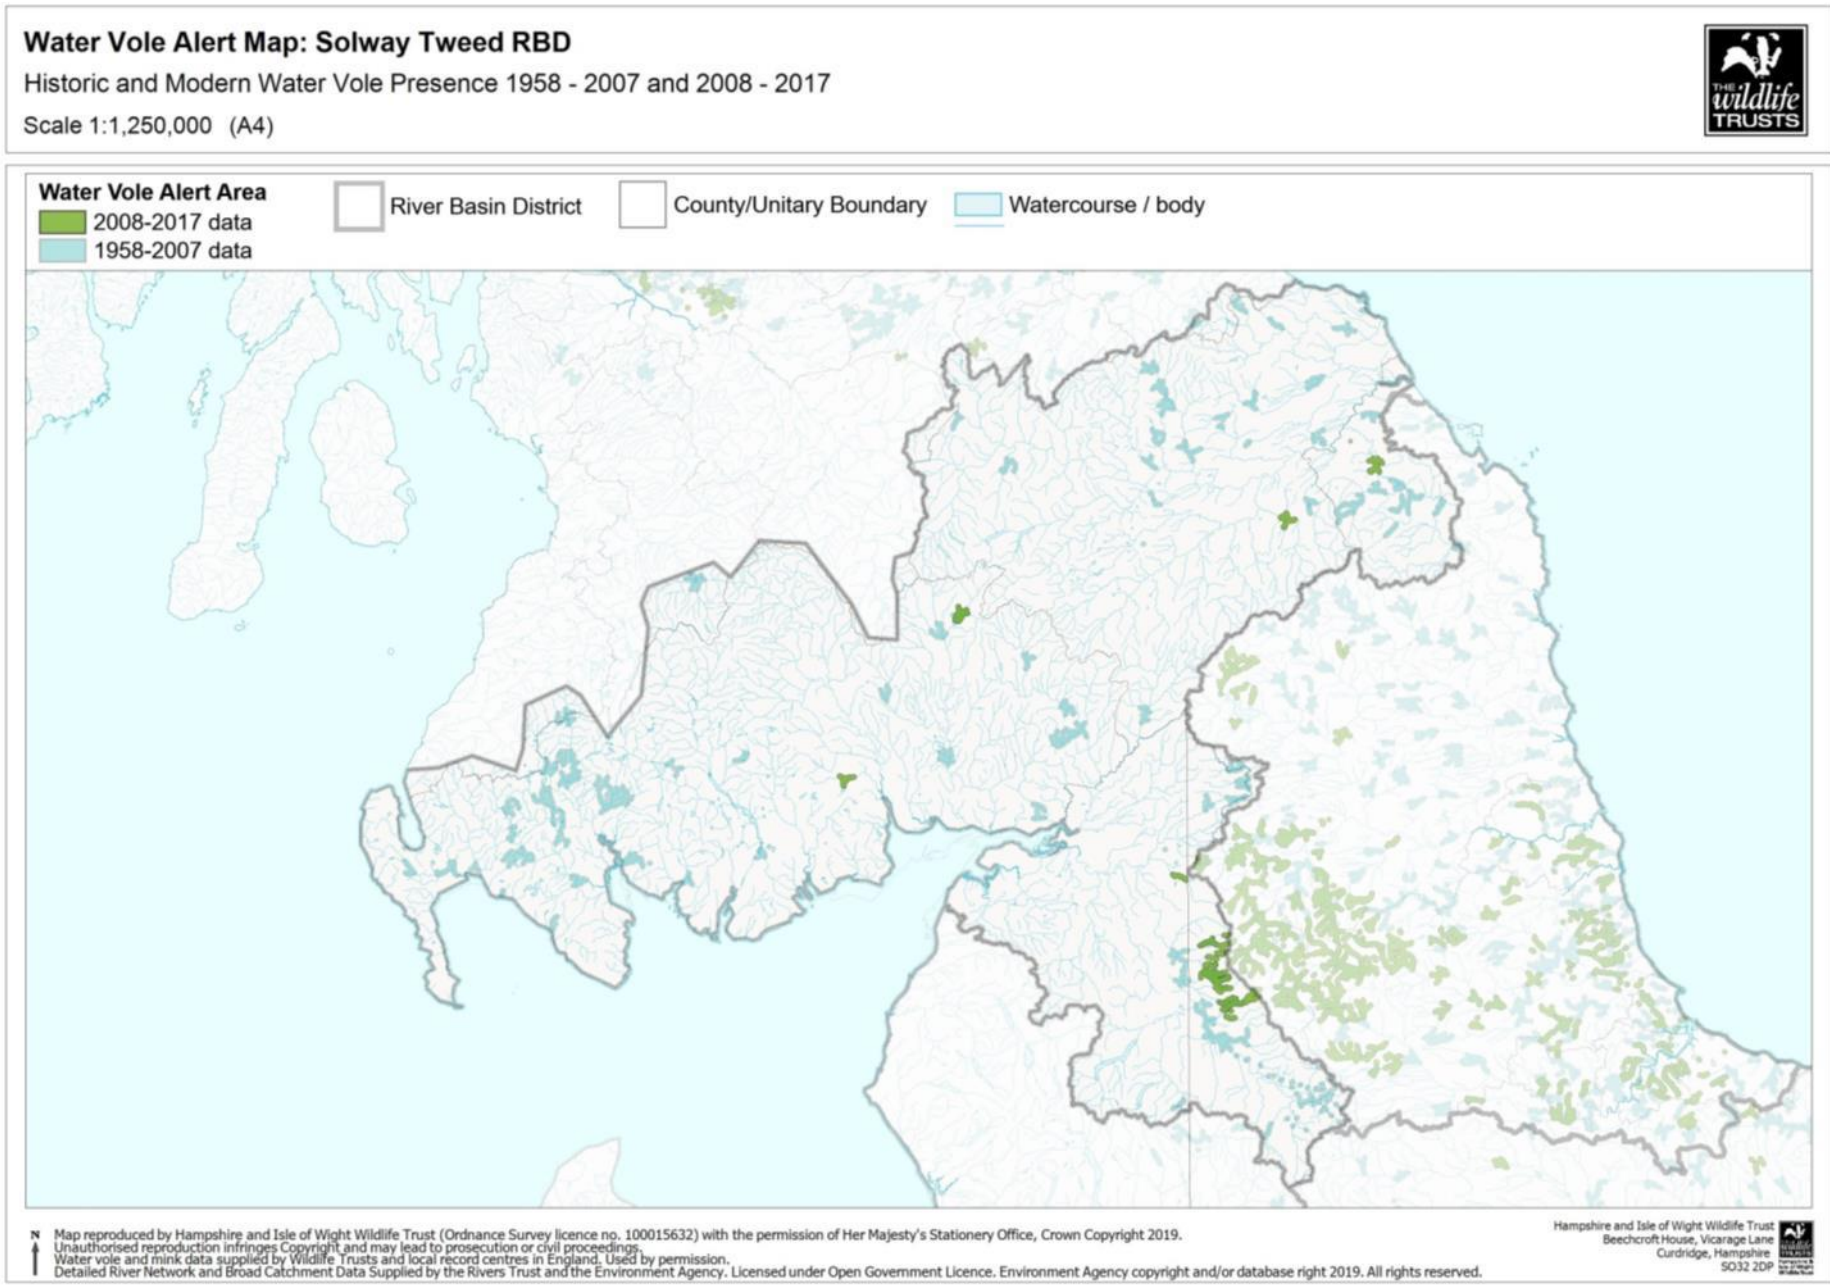 Water Vole Alert Map: Solway Tweed RBD
Historic and Modern Water Vole Presence 1958 - 2007 and 2008 - 2017
Scale 1:1,250,000 (A4)
THE
wildlife
TRUSTS
Water Vole Alert Area
2008-2017 data
1958-2007 data
River Basin District
County/Unitary Boundary
Watercourse / body
N
Map reproduced by Hampshire and Isle of Wight Wildlife Trust (Ordnance Survey licence no. 100015632) with the permission of Her Majesty's Stationery Office, Crown Copyright 2019.
Unauthorised reproduction infringes Copyright and may lead to prosecution or civil proceedings.
Water vole and mink data supplied by Wildlife Trusts and local record centres in England. Used by permission.
Detailed River Network and Broad Catchment Data Supplied by the Rivers Trust and the Environment Agency. Licensed under Open Government Licence. Environment Agency copyright and/or database right 2019. All rights reserved.
Hampshire and Isle of Wight Wildlife Trust
Beechcroft House, Vicarage Lane
Curdridge, Hampshire
SO32 2DP